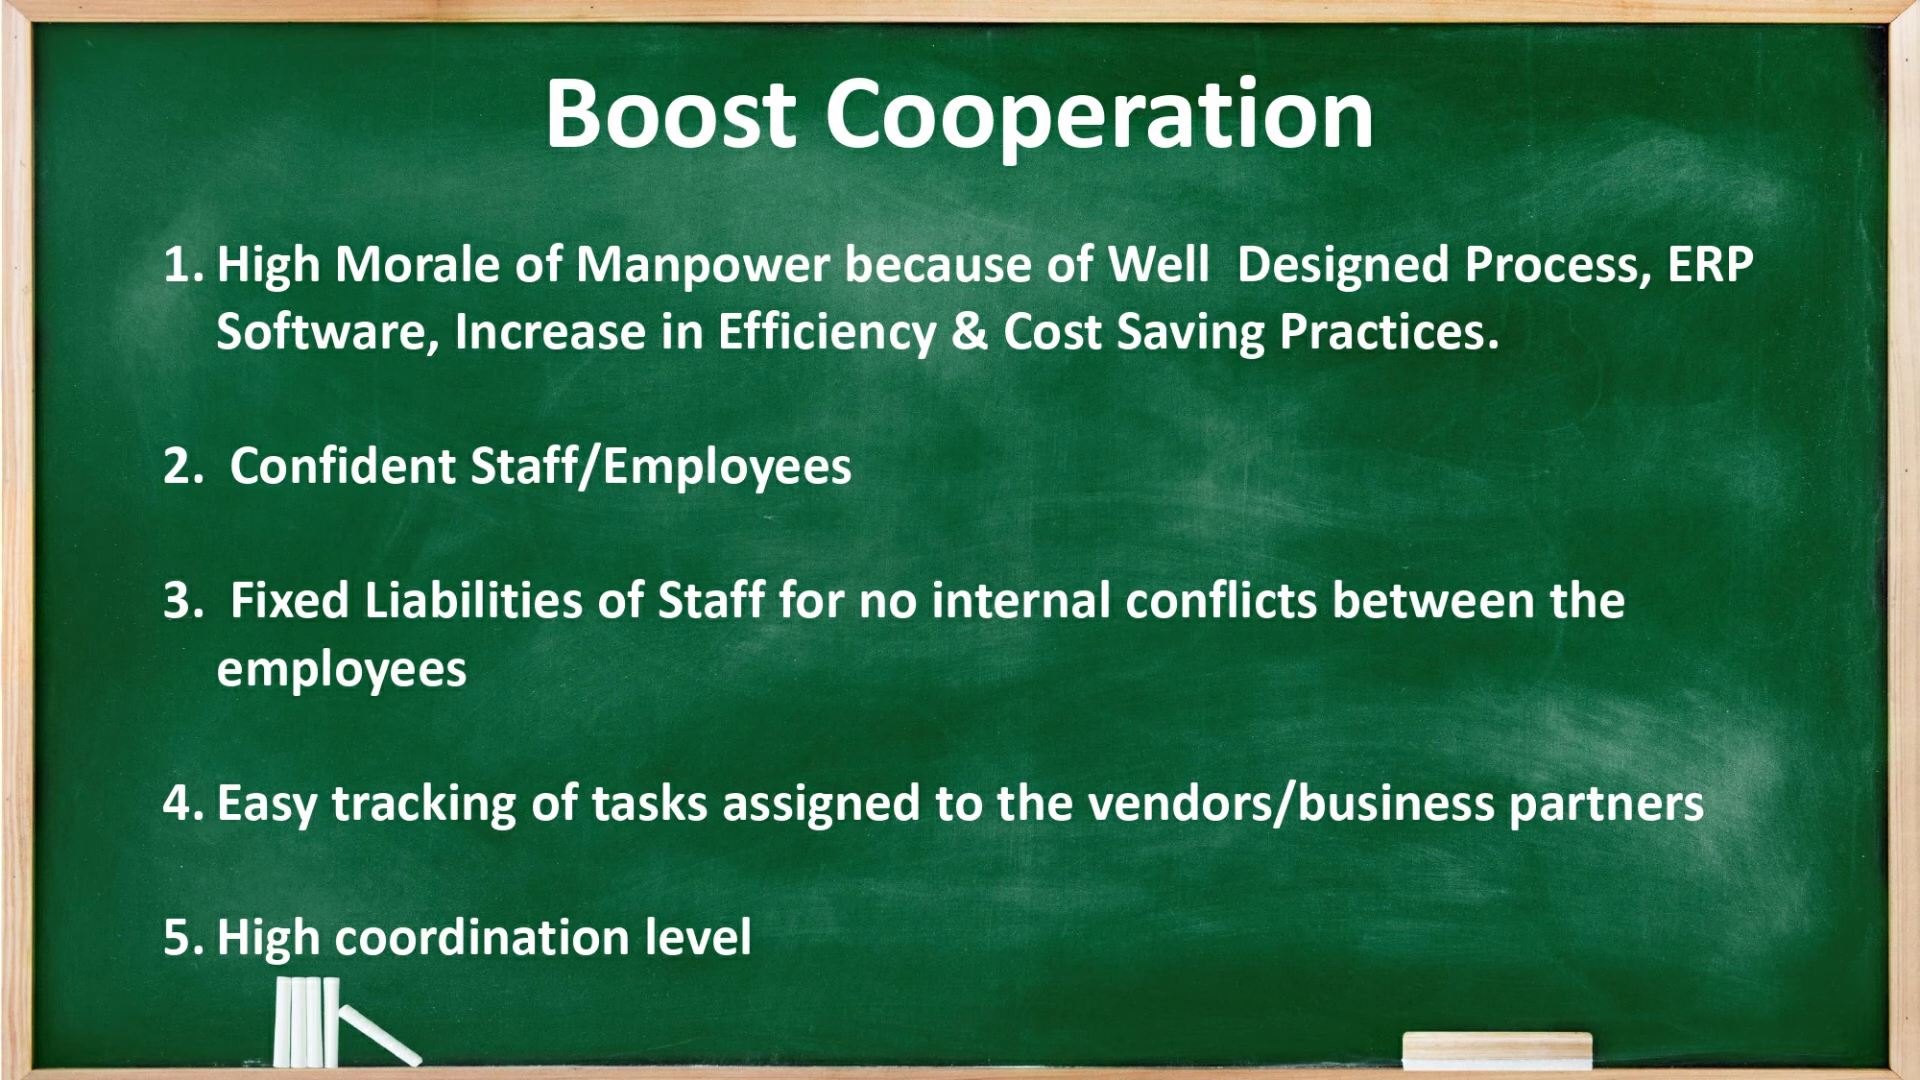 Boost Cooperation
1. High Morale of Manpower because of Well  Designed Process, ERP
Software, Increase in Efficiency & Cost Saving Practices.
2.  Confident Staff/Employees
3.  Fixed Liabilities of Staff for no internal conflicts between the
employees
4. Easy tracking of tasks assigned to the vendors/business partners
5. High coordination level